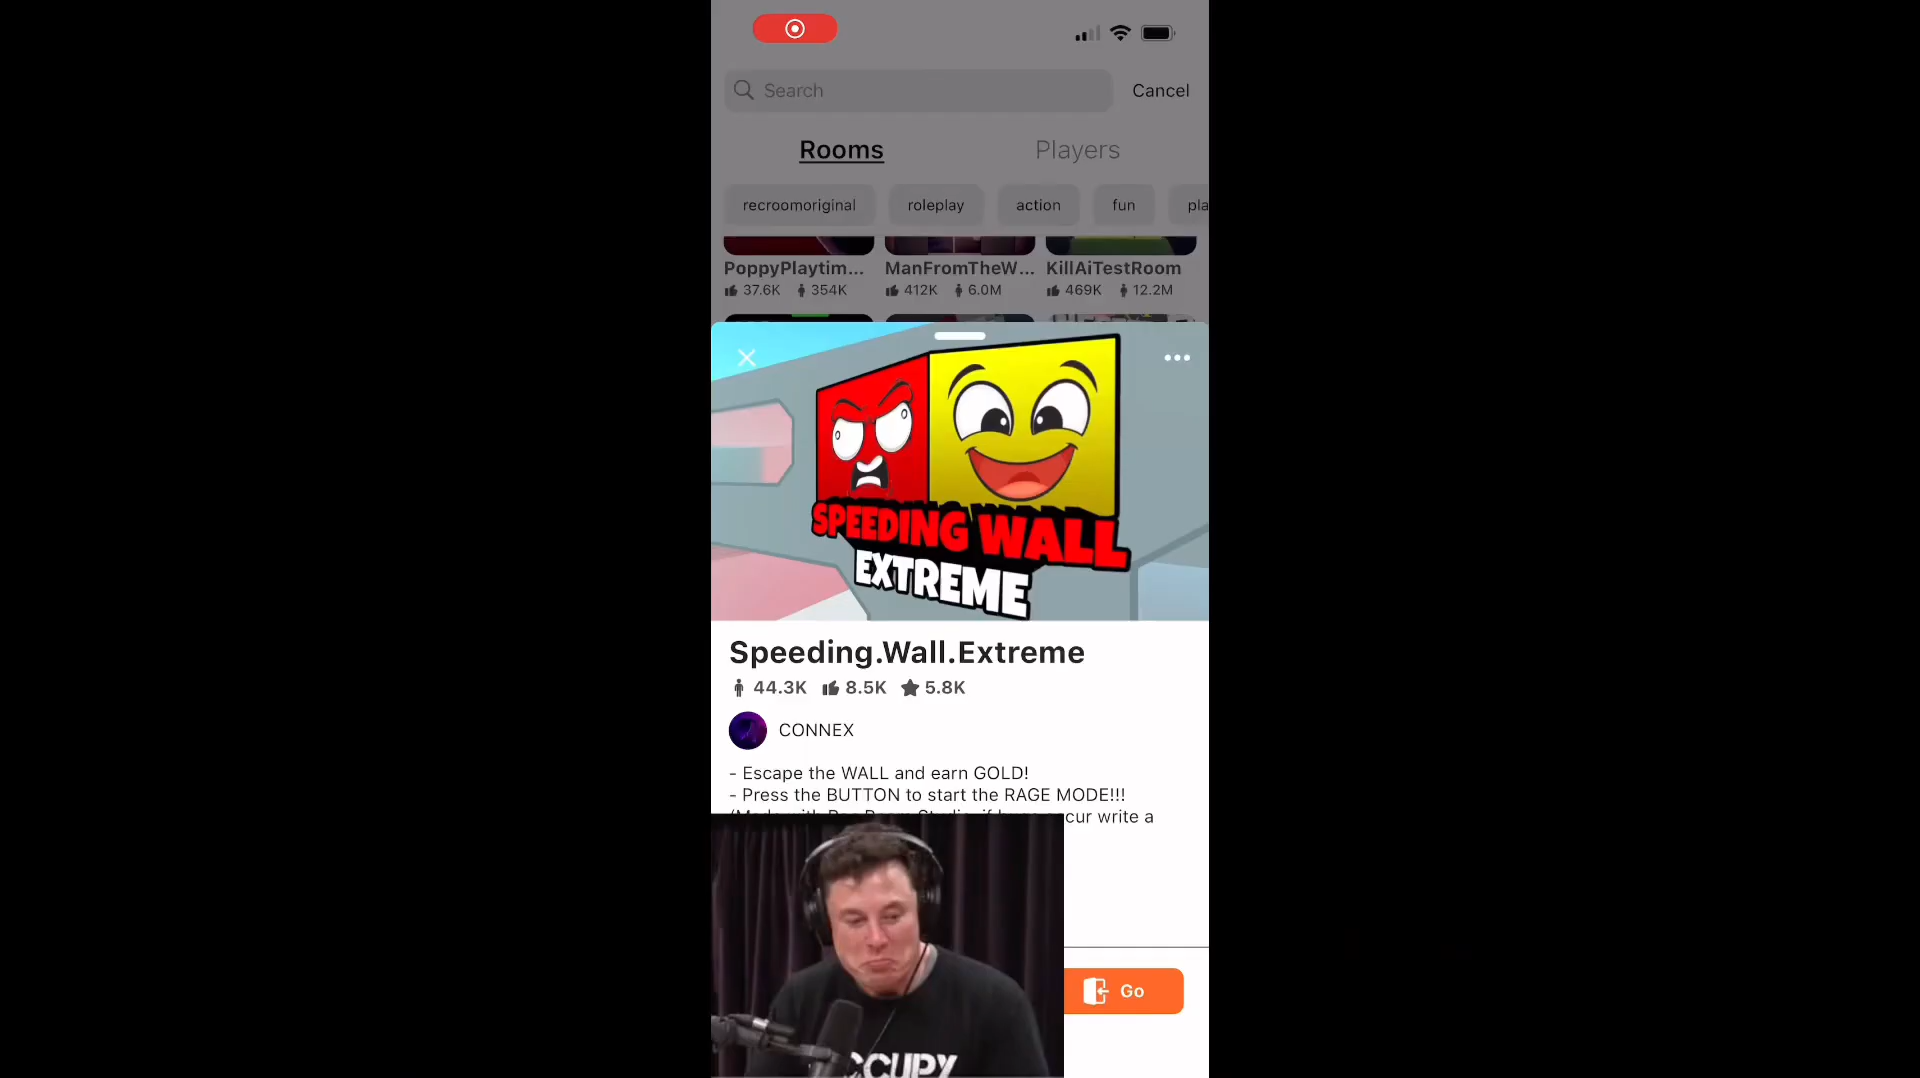 Search
Cancel
Rooms
Players
recroomoriginal
roleplay
action
fun
pla
PoppyPlaytim...
ManFromTheW...
KillAiTestRoom
37.6K
354K
412K
6.0M
469K
12.2M
SPEEDING WALL
EXTREME
Speeding.Wall.Extreme
44.3K
8.5K
5.8K
CONNEX
- Escape the WALL and earn GOLD!
- Press the BUTTON to start the RAGE MODE!!!
cur write a
Go
CCUPY